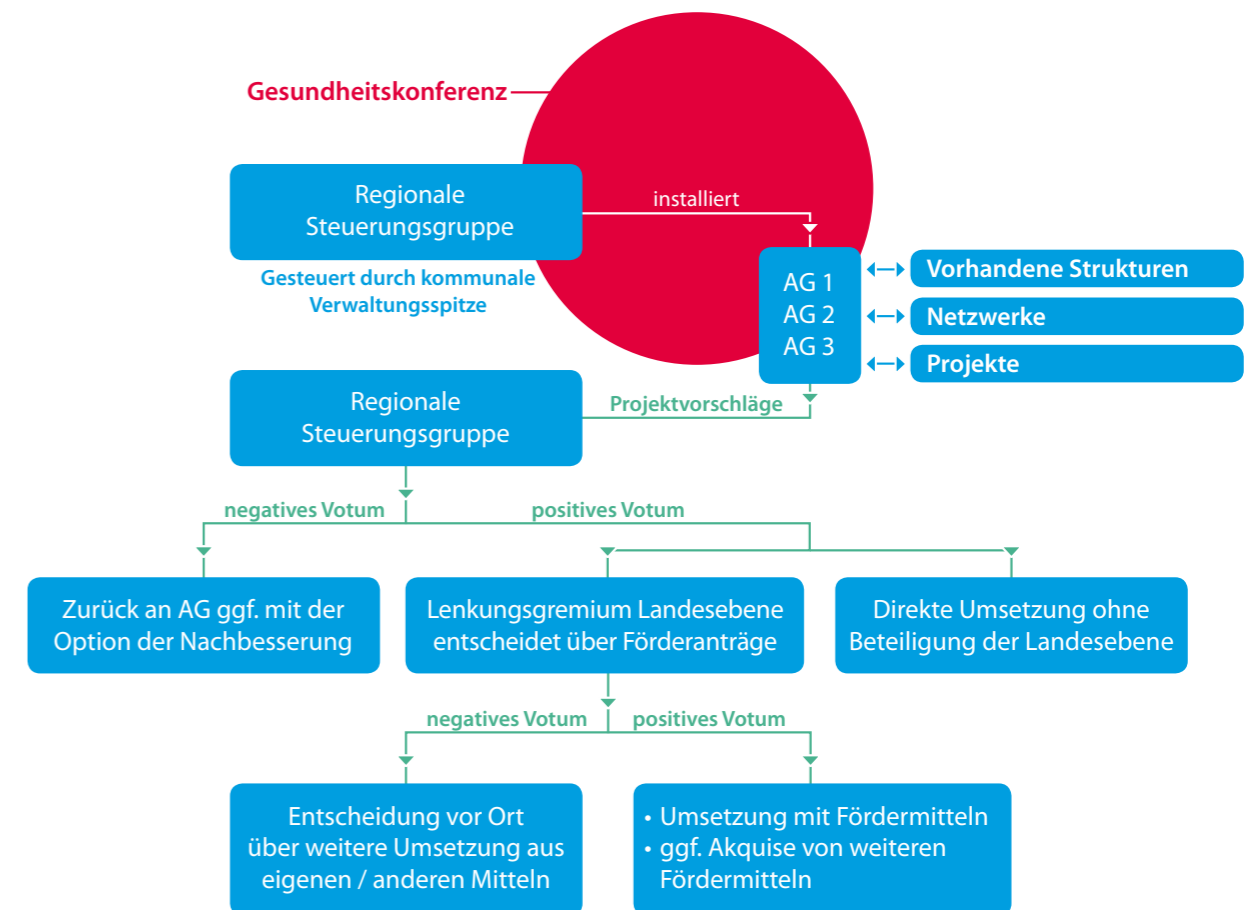 Gesundheitskonferenz
Regionale
Steuerungsgruppe
installiert
Gesteuert durch kommunale
Verwaltungsspitze
AG 1
AG 2
AG 3
Vorhandene Strukturen
Netzwerke
Projekte
Regionale
Steuerungsgruppe
Projektvorschläge
negatives Votum
positives Votum
Zurück an AG ggf. mit der
Option der Nachbesserung
Lenkungsgremium Landesebene
entscheidet über Förderanträge
Direkte Umsetzung ohne
Beteiligung der Landesebene
negatives Votum
positives Votum
Entscheidung vor Ort
über weitere Umsetzung aus
eigenen / anderen Mitteln
• Umsetzung mit Fördermitteln
• ggf. Akquise von weiteren
Fördermitteln